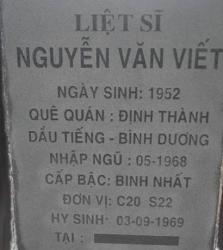 LIỆT SĨ
NGUYỄN VĂN VIẾT
NGÀY SINH: 1952
QUÊ QUÁN : ĐỊNH THÀNH
DẦU TIẾNG - BÌNH DƯƠNG
NHẬP NGŨ : 05-1968
CẤP BẬC: BINH NHẤT
ĐƠN VỊ: C20 S22
HY SINH: 03-09-1969
TẠI :